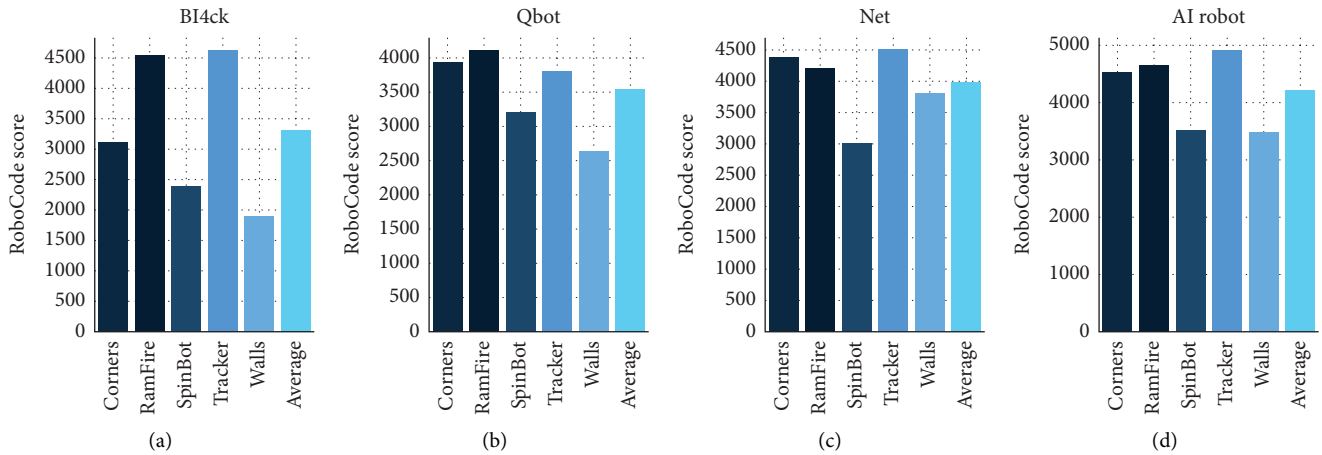 BI4ck
RoboCode score
4500
4000
3500
3000
2500
2000
1500
1000
500
0
Corners
RamFire
SpinBot
Tracker
Walls
Average
(a)
Qbot
RoboCode score
4000
3500
3000
2500
2000
1500
1000
500
0
Corners
RamFire
SpinBot
Tracker
Walls
Average
(b)
Net
RoboCode score
4500
4000
3500
3000
2500
2000
1500
1000
500
0
Corners
RamFire
SpinBot
Tracker
Walls
Average
(c)
AI robot
RoboCode score
5000
4000
3000
2000
1000
0
Corners
RamFire
SpinBot
Tracker
Walls
Average
(d)